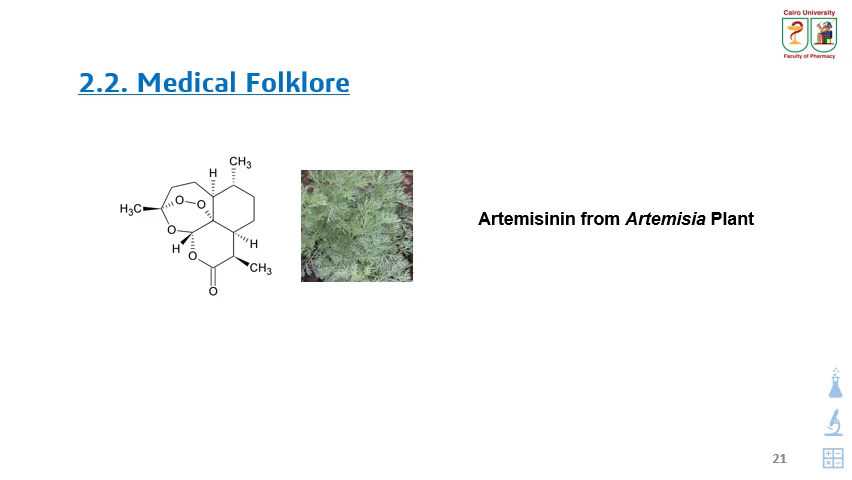 Cairo University
Faculty of Pharmacy
2.2. Medical Folklore
CH3
H
H3C
O
O
O
H
H
O
CH3
O
Artemisinin from Artemisia Plant
21